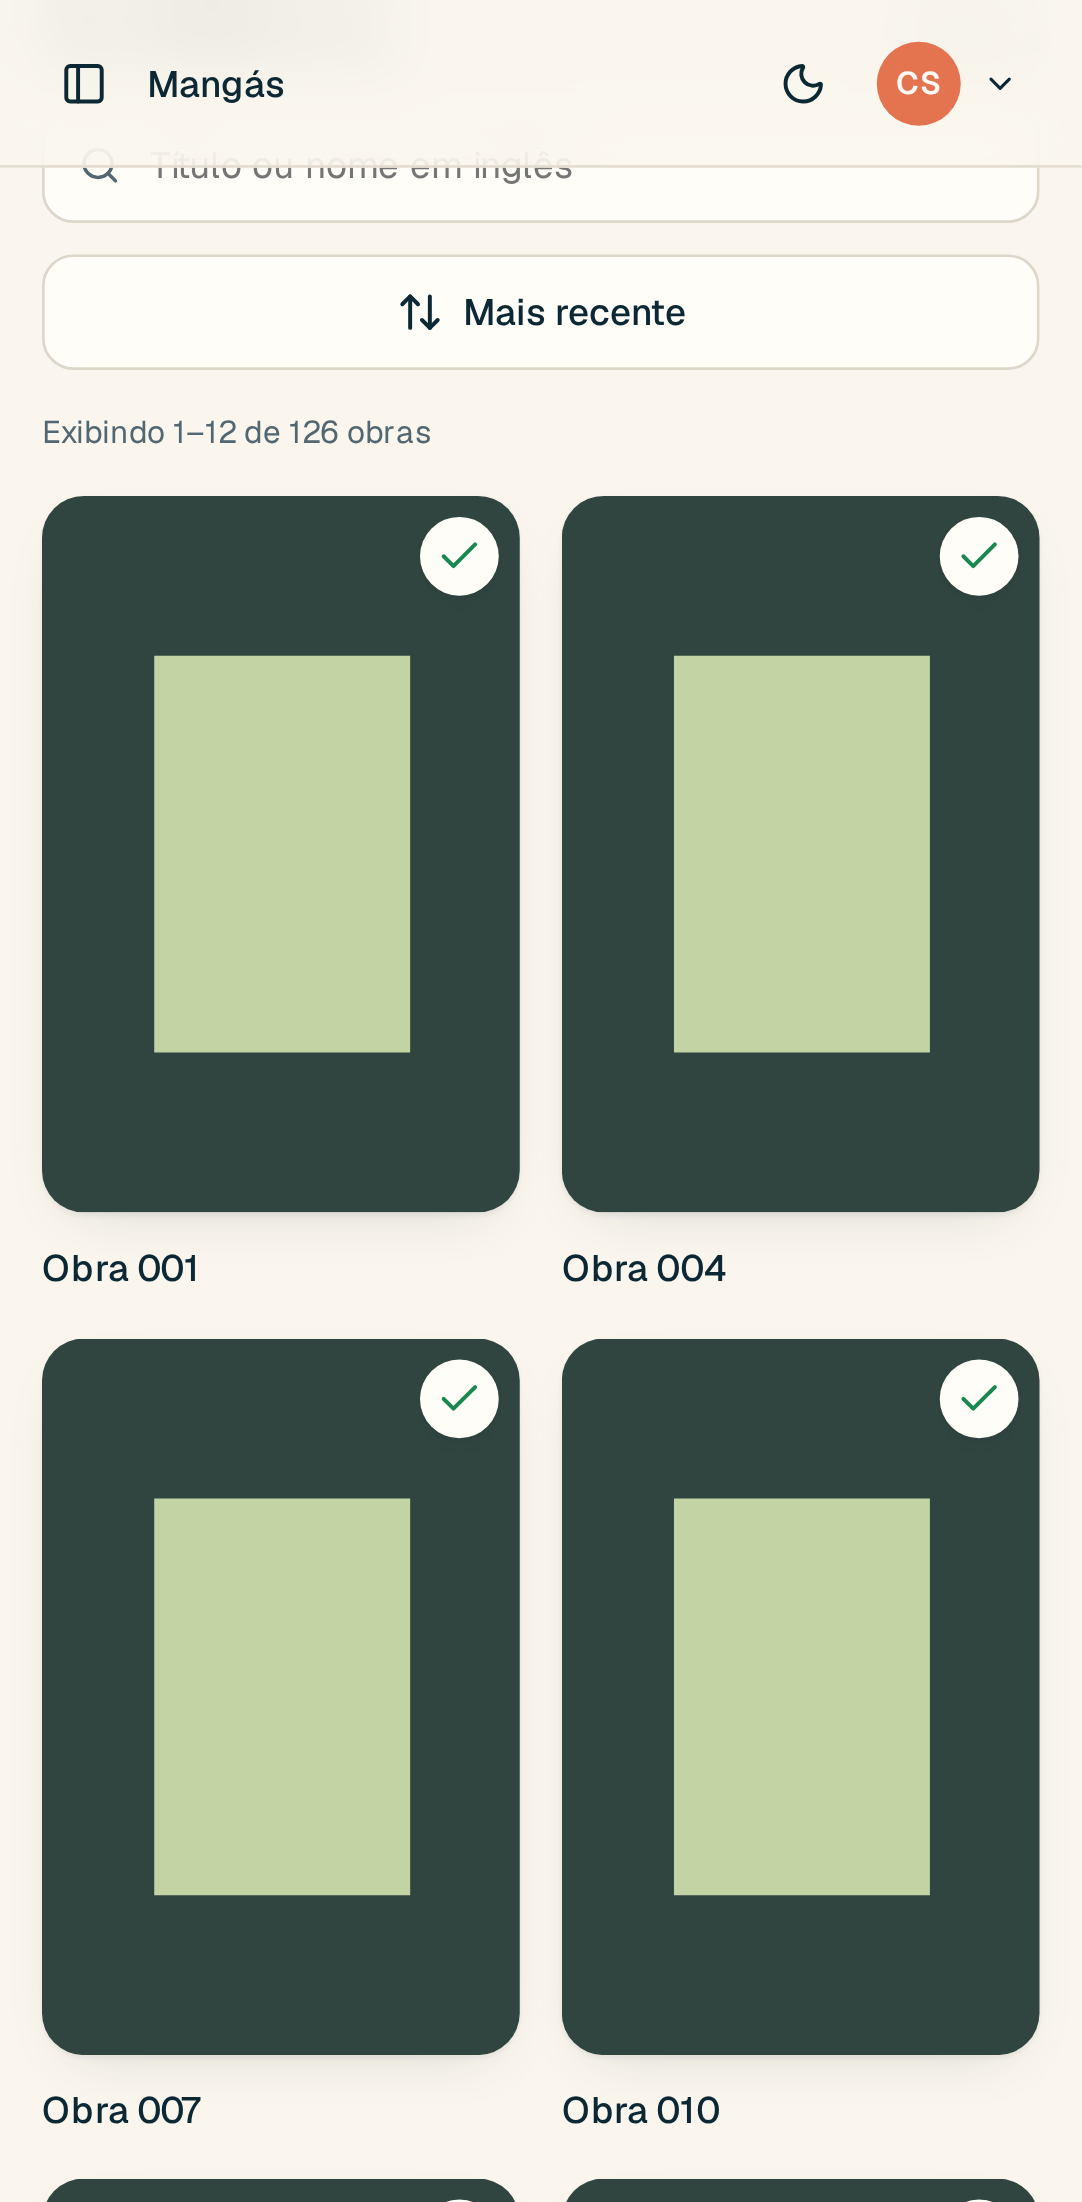 Mangás
CS
Título ou nome em inglês
Mais recente
Exibindo 1–12 de 126 obras
Obra 001
Obra 004
Obra 007
Obra 010